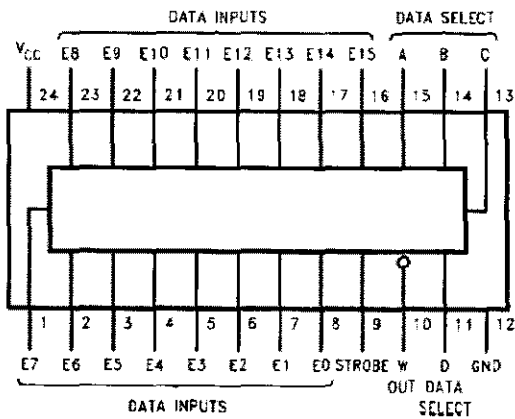 DATA INPUTS DATA SELECT
VCC E8 E9 E10 E11 E12 E13 E14 E15 A B C
24 23 22 21 20 19 18 17 16 15 14 13
1 2 3 4 5 6 7 8 9 10 11 12
E7 E6 E5 E4 E3 E2 E1 E0 STROBE W D GND
OUT DATA
DATA INPUTS SELECT